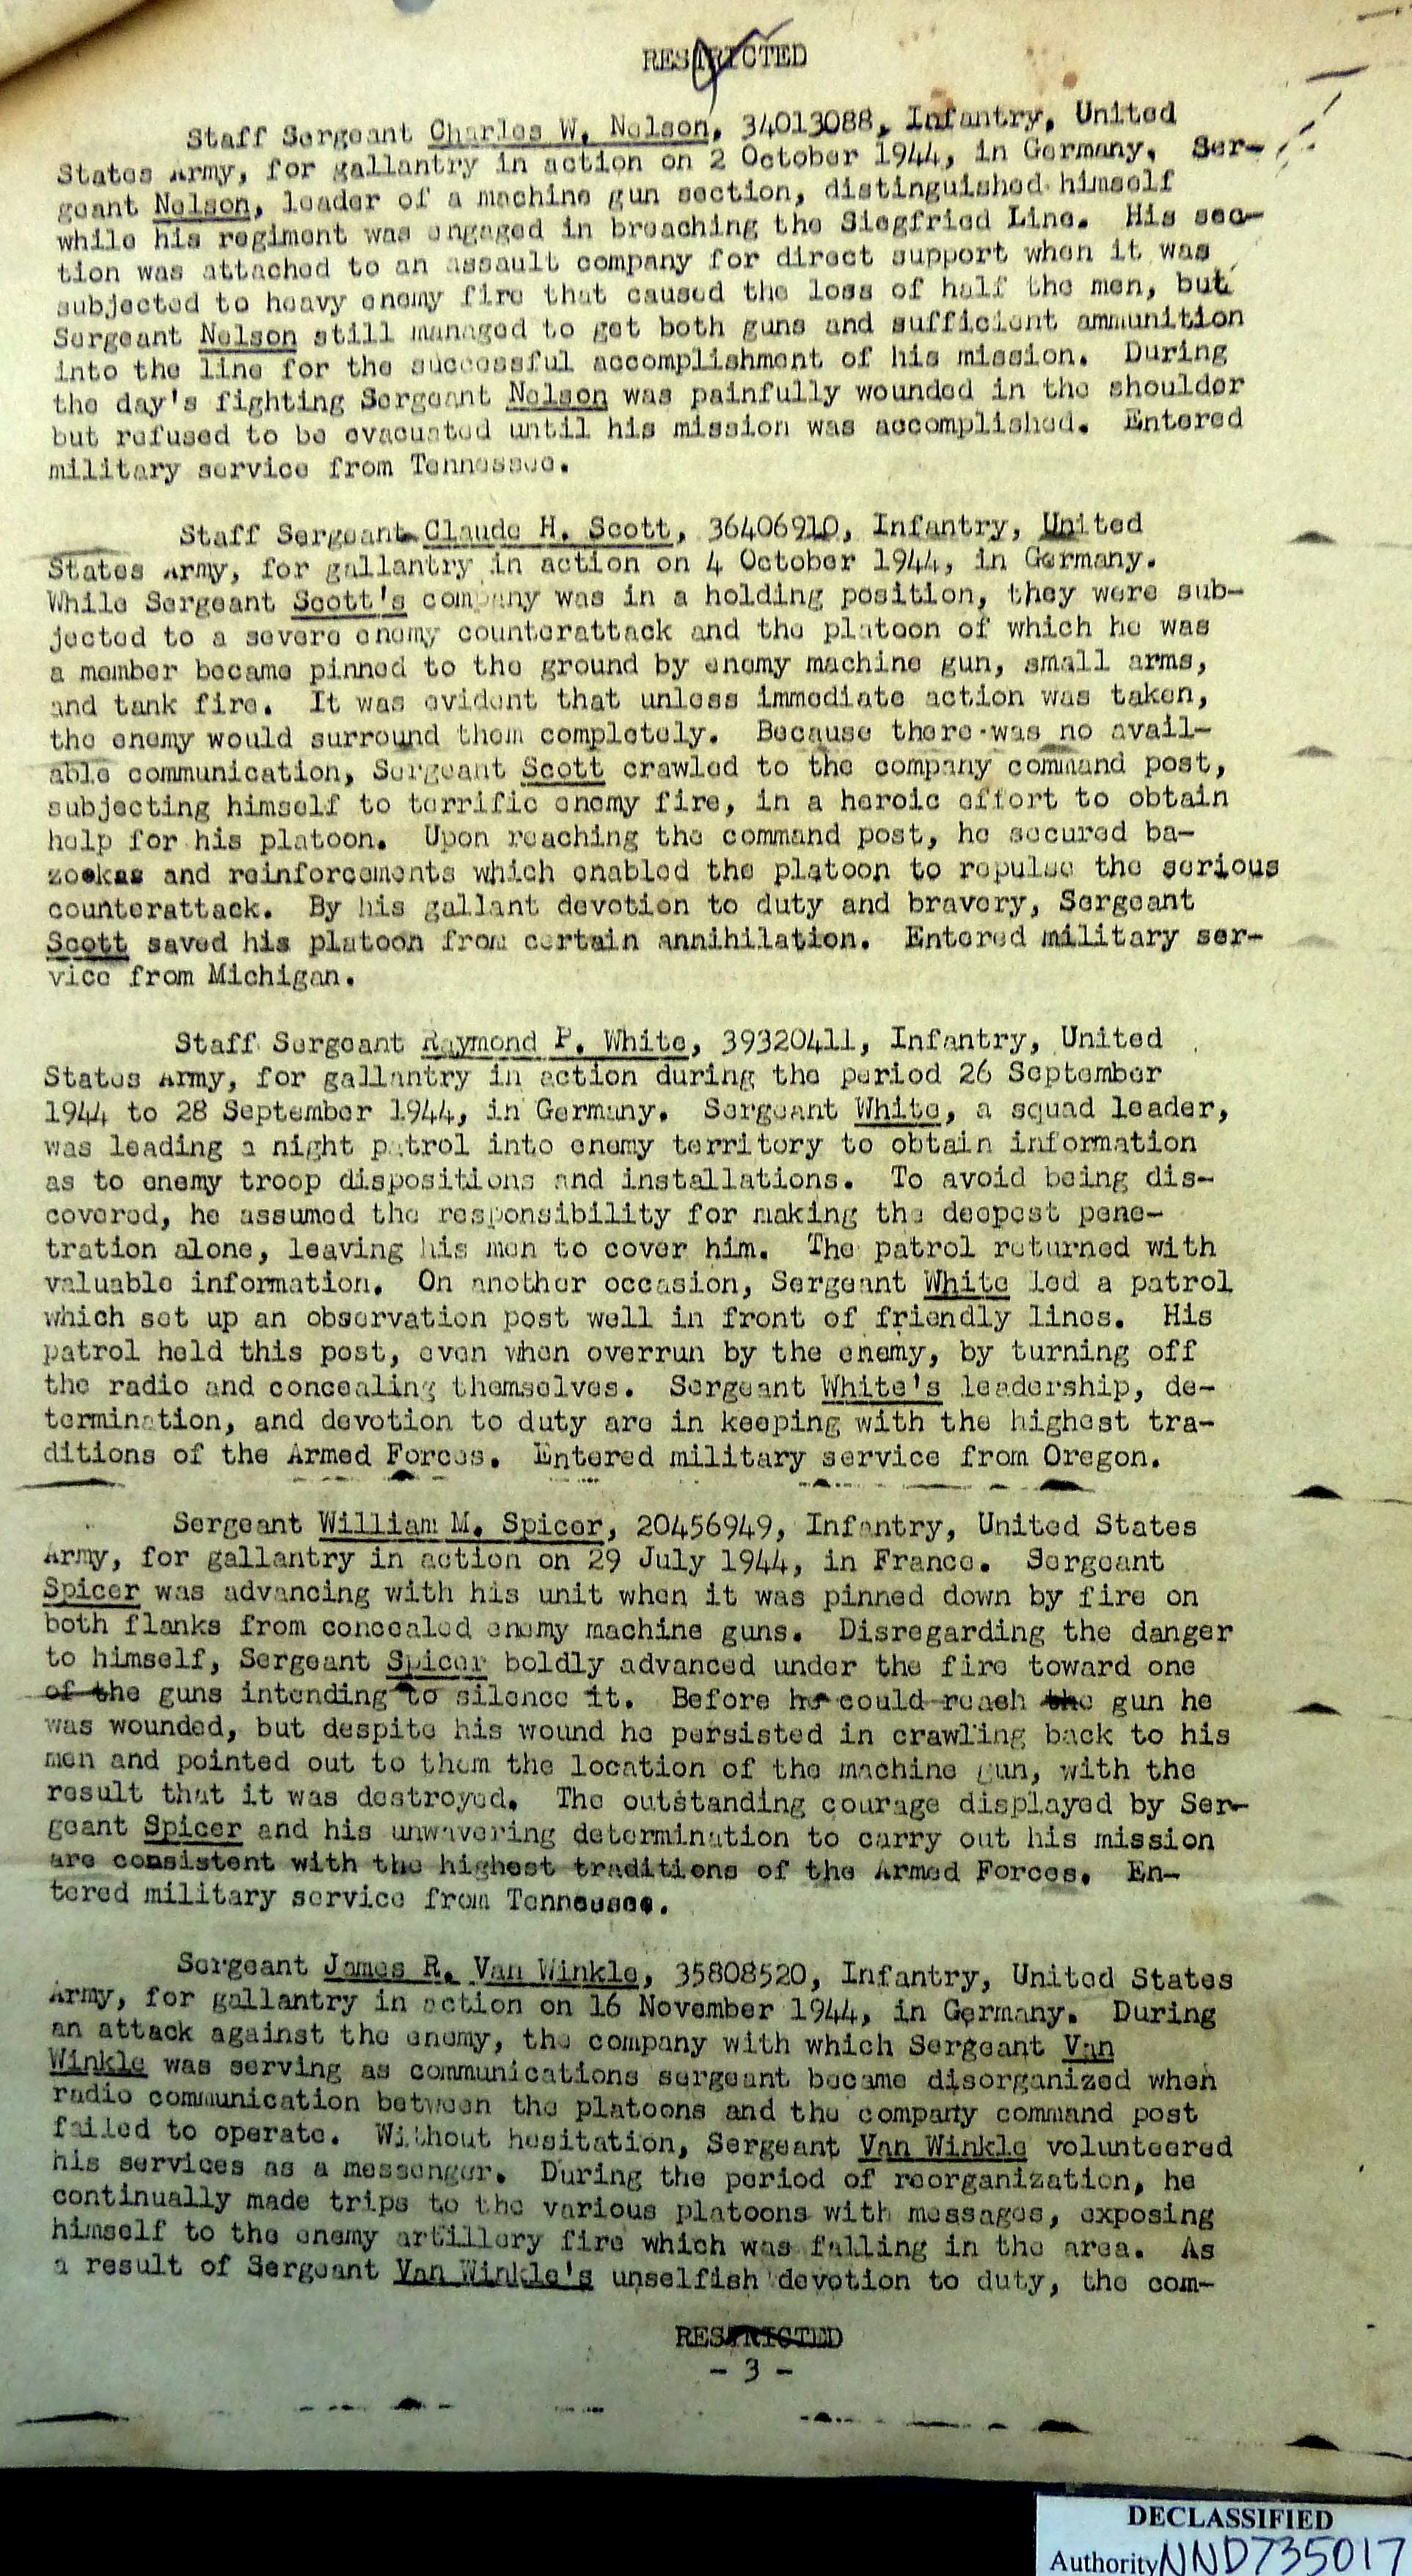 RESTRICTED
Staff Sergeant Charles W. Nelson, 34013088, Infantry, United
States Army, for gallantry in action on 2 October 1944, in Germany. Ser-
geant Nelson, leader of a machine gun section, distinguished himself
while his regiment was engaged in breaching the Siegfried Line. His sec-
tion was attached to an assault company for direct support when it was
subjected to heavy enemy fire that caused the loss of half the men, but
Sergeant Nelson still managed to get both guns and sufficient ammunition
into the line for the successful accomplishment of his mission. During
the day's fighting Sergeant Nelson was painfully wounded in the shoulder
but refused to be evacuated until his mission was accomplished. Entered
military service from Tennessee.
Staff Sergeant Claude H. Scott, 36406910, Infantry, United
States Army, for gallantry in action on 4 October 1944, in Germany.
While Sergeant Scott's company was in a holding position, they were sub-
jected to a severe enemy counterattack and the platoon of which he was
a member became pinned to the ground by enemy machine gun, small arms,
and tank fire. It was evident that unless immediate action was taken,
the enemy would surround them completely. Because there was no avail-
able communication, Sergeant Scott crawled to the company command post,
subjecting himself to terrific enemy fire, in a heroic effort to obtain
help for his platoon. Upon reaching the command post, he secured ba-
zookas and reinforcements which enabled the platoon to repulse the serious
counterattack. By his gallant devotion to duty and bravery, Sergeant
Scott saved his platoon from certain annihilation. Entered military ser-
vice from Michigan.
Staff Sergeant Raymond P. White, 39320411, Infantry, United
States Army, for gallantry in action during the period 26 September
1944 to 28 September 1944, in Germany. Sergeant White, a squad leader,
was leading a night patrol into enemy territory to obtain information
as to enemy troop dispositions and installations. To avoid being dis-
covered, he assumed the responsibility for making the deepest pene-
tration alone, leaving his men to cover him. The patrol returned with
valuable information. On another occasion, Sergeant White led a patrol
which set up an observation post well in front of friendly lines. His
patrol held this post, even when overrun by the enemy, by turning off
the radio and concealing themselves. Sergeant White's leadership, de-
termination, and devotion to duty are in keeping with the highest tra-
ditions of the Armed Forces. Entered military service from Oregon.
Sergeant William M. Spicer, 20456949, Infantry, United States
Army, for gallantry in action on 29 July 1944, in France. Sergeant
Spicer was advancing with his unit when it was pinned down by fire on
both flanks from concealed enemy machine guns. Disregarding the danger
to himself, Sergeant Spicer boldly advanced under the fire toward one
of the guns intending to silence it. Before he could reach the gun he
was wounded, but despite his wound he persisted in crawling back to his
men and pointed out to them the location of the machine gun, with the
result that it was destroyed. The outstanding courage displayed by Ser-
geant Spicer and his unwavering determination to carry out his mission
are consistent with the highest traditions of the Armed Forces. En-
tered military service from Tennessee.
Sergeant James R. Van Winkle, 35808520, Infantry, United States
Army, for gallantry in action on 16 November 1944, in Germany. During
an attack against the enemy, the company with which Sergeant Van
Winkle was serving as communications sergeant became disorganized when
radio communication between the platoons and the company command post
failed to operate. Without hesitation, Sergeant Van Winkle volunteered
his services as a messenger. During the period of reorganization, he
continually made trips to the various platoons with messages, exposing
himself to the enemy artillery fire which was falling in the area. As
a result of Sergeant Van Winkle's unselfish devotion to duty, the com-
RESTRICTED
- 3 -
DECLASSIFIED
Authority NND735017